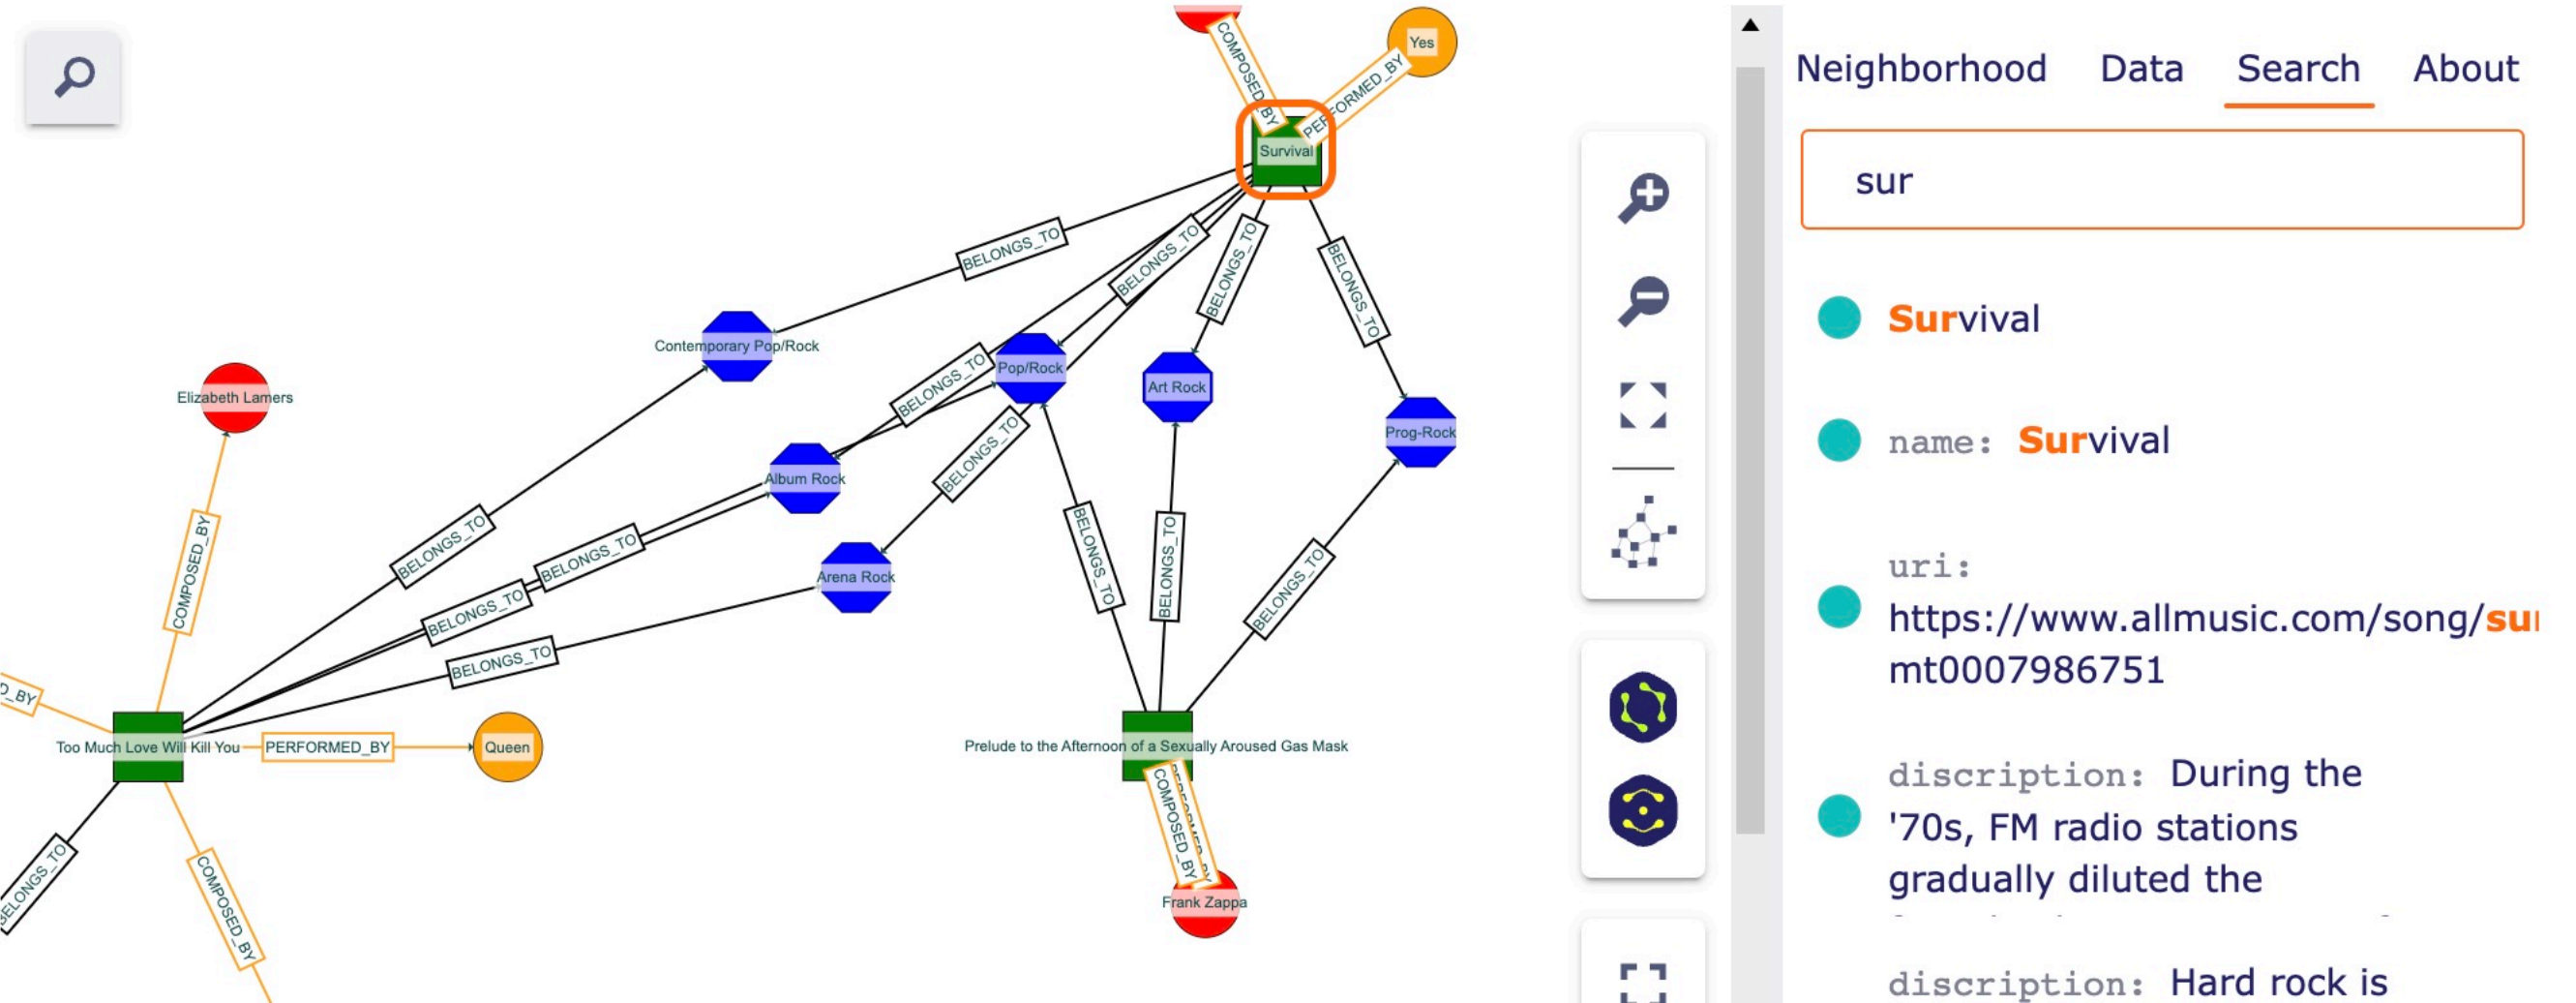 COMPOSED_BY
Yes
PERFORMED_BY
Survival
BELONGS_TO
BELONGS_TO
BELONGS_TO
BELONGS_TO
Contemporary Pop/Rock
Pop/Rock
BELONGS_TO
Art Rock
Elizabeth Lamers
Prog-Rock
BELONGS_TO
Album Rock
BELONGS_TO
BELONGS_TO
COMPOSED_BY
BELONGS_TO
BELONGS_TO
BELONGS_TO
Arena Rock
BELONGS_TO
BELONGS_TO
BELONGS_TO
D_BY
Too Much Love Will Kill You
PERFORMED_BY
Queen
Prelude to the Afternoon of a Sexually Aroused Gas Mask
COMPOSED_BY
PERFORMED_BY
BELONGS_TO
COMPOSED_BY
Frank Zappa
Neighborhood Data Search About
sur
Survival
name: Survival
uri:
https://www.allmusic.com/song/su
mt0007986751
discription: During the
'70s, FM radio stations
gradually diluted the
discription: Hard rock is